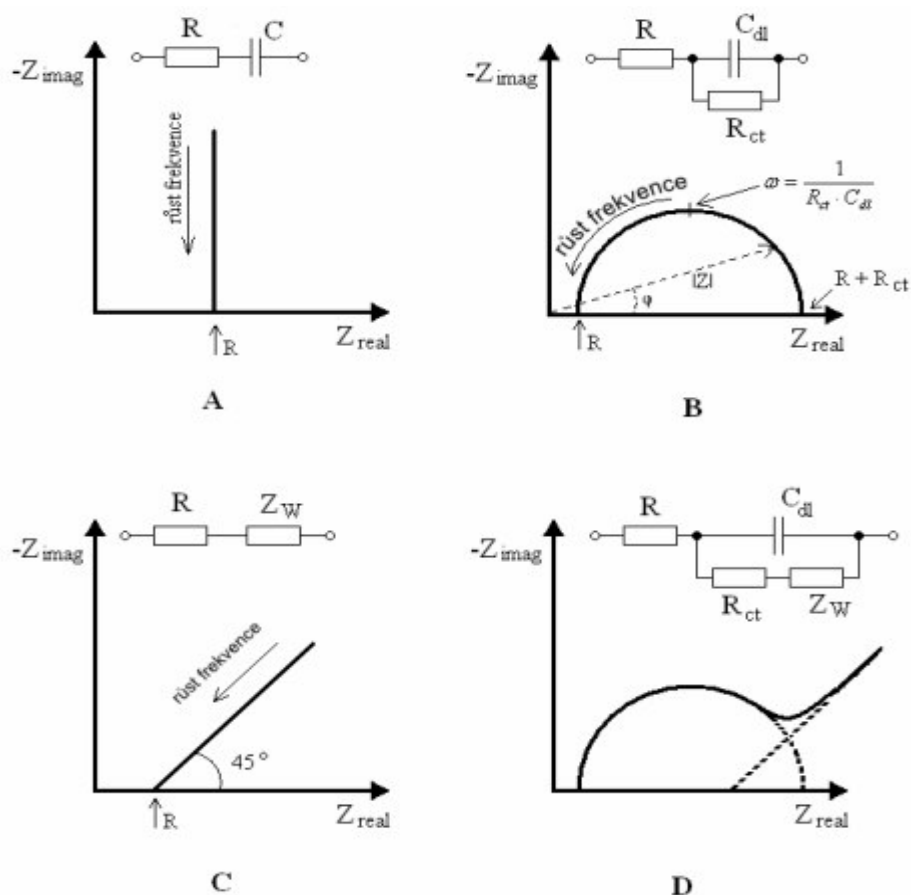 R C
-Z imag
růst frekvence
R
Z real
A
R C dl
R ct
-Z imag
růst frekvence
ω = 1 / R ct · C dl
|Z|
φ
R + R ct
R
Z real
B
R Z W
-Z imag
růst frekvence
45°
R
Z real
C
R C dl
R ct Z W
-Z imag
Z real
D